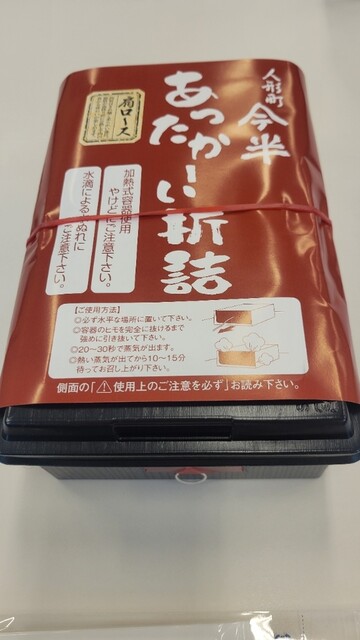 人形町
今半
あったか〜い折詰
肩ロース
加熱式容器使用
やけどにご注意下さい。
水滴による
ぬれに
ご注意下さい。
【ご使用方法】
◎必ず水平な場所に置いて下さい。
◎容器のヒモを完全に抜けるまで
強めに引き抜いて下さい。
◎20〜30秒で蒸気が出ます。
◎熱い蒸気が出てから10〜15分
待ってお召し上がり下さい。
側面の「⚠使用上のご注意を必ず」お読み下さい。